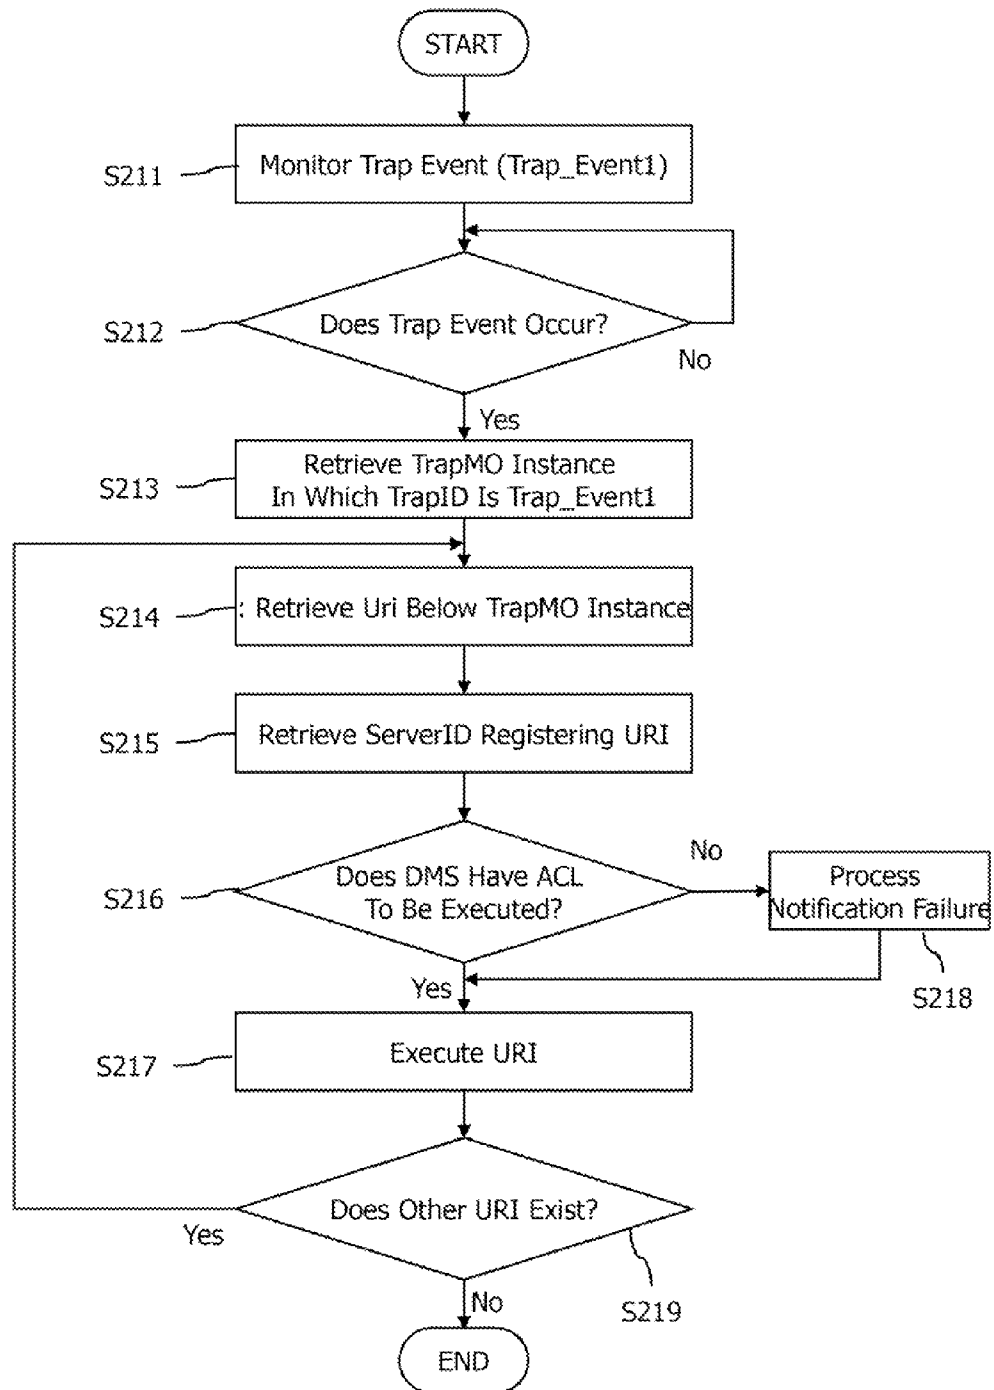 START
S211
Monitor Trap Event (Trap_Event1)
S212
Does Trap Event Occur?
No
Yes
S213
Retrieve TrapMO Instance
In Which TrapID Is Trap_Event1
S214
: Retrieve Uri Below TrapMO Instance
S215
Retrieve ServerID Registering URI
S216
Does DMS Have ACL
To Be Executed?
No
Process
Notification Failure
S218
Yes
S217
Execute URI
Does Other URI Exist?
Yes
S219
No
END